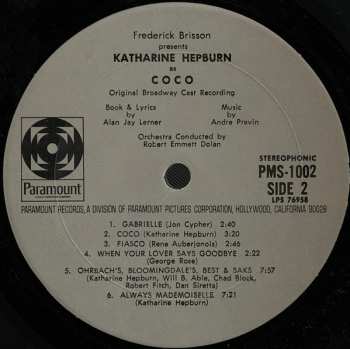 Frederick Brisson
presents
KATHARINE HEPBURN
as
COCO
Original Broadway Cast Recording
Book & Lyrics
by
Alan Jay Lerner
Music
by
Andre Previn
Orchestra Conducted by
Robert Emmett Dolan
Paramount
STEREOPHONIC
PMS-1002
SIDE 2
LPS 76958
PARAMOUNT RECORDS, A DIVISION OF PARAMOUNT PICTURES CORPORATION, HOLLYWOOD, CALIFORNIA 90028
1. GABRIELLE (Jon Cypher) 2:40
2. COCO (Katharine Hepburn) 3:20
3. FIASCO (Rene Auberjonois) 3:16
4. WHEN YOUR LOVER SAYS GOODBYE 2:22
(George Rose)
5. OHRBACH'S, BLOOMINGDALE'S, BEST & SAKS 7:57
(Katharine Hepburn, Will B. Able, Chad Block,
Robert Fitch, Dan Siretta)
6. ALWAYS MADEMOISELLE 7:21
(Katharine Hepburn)